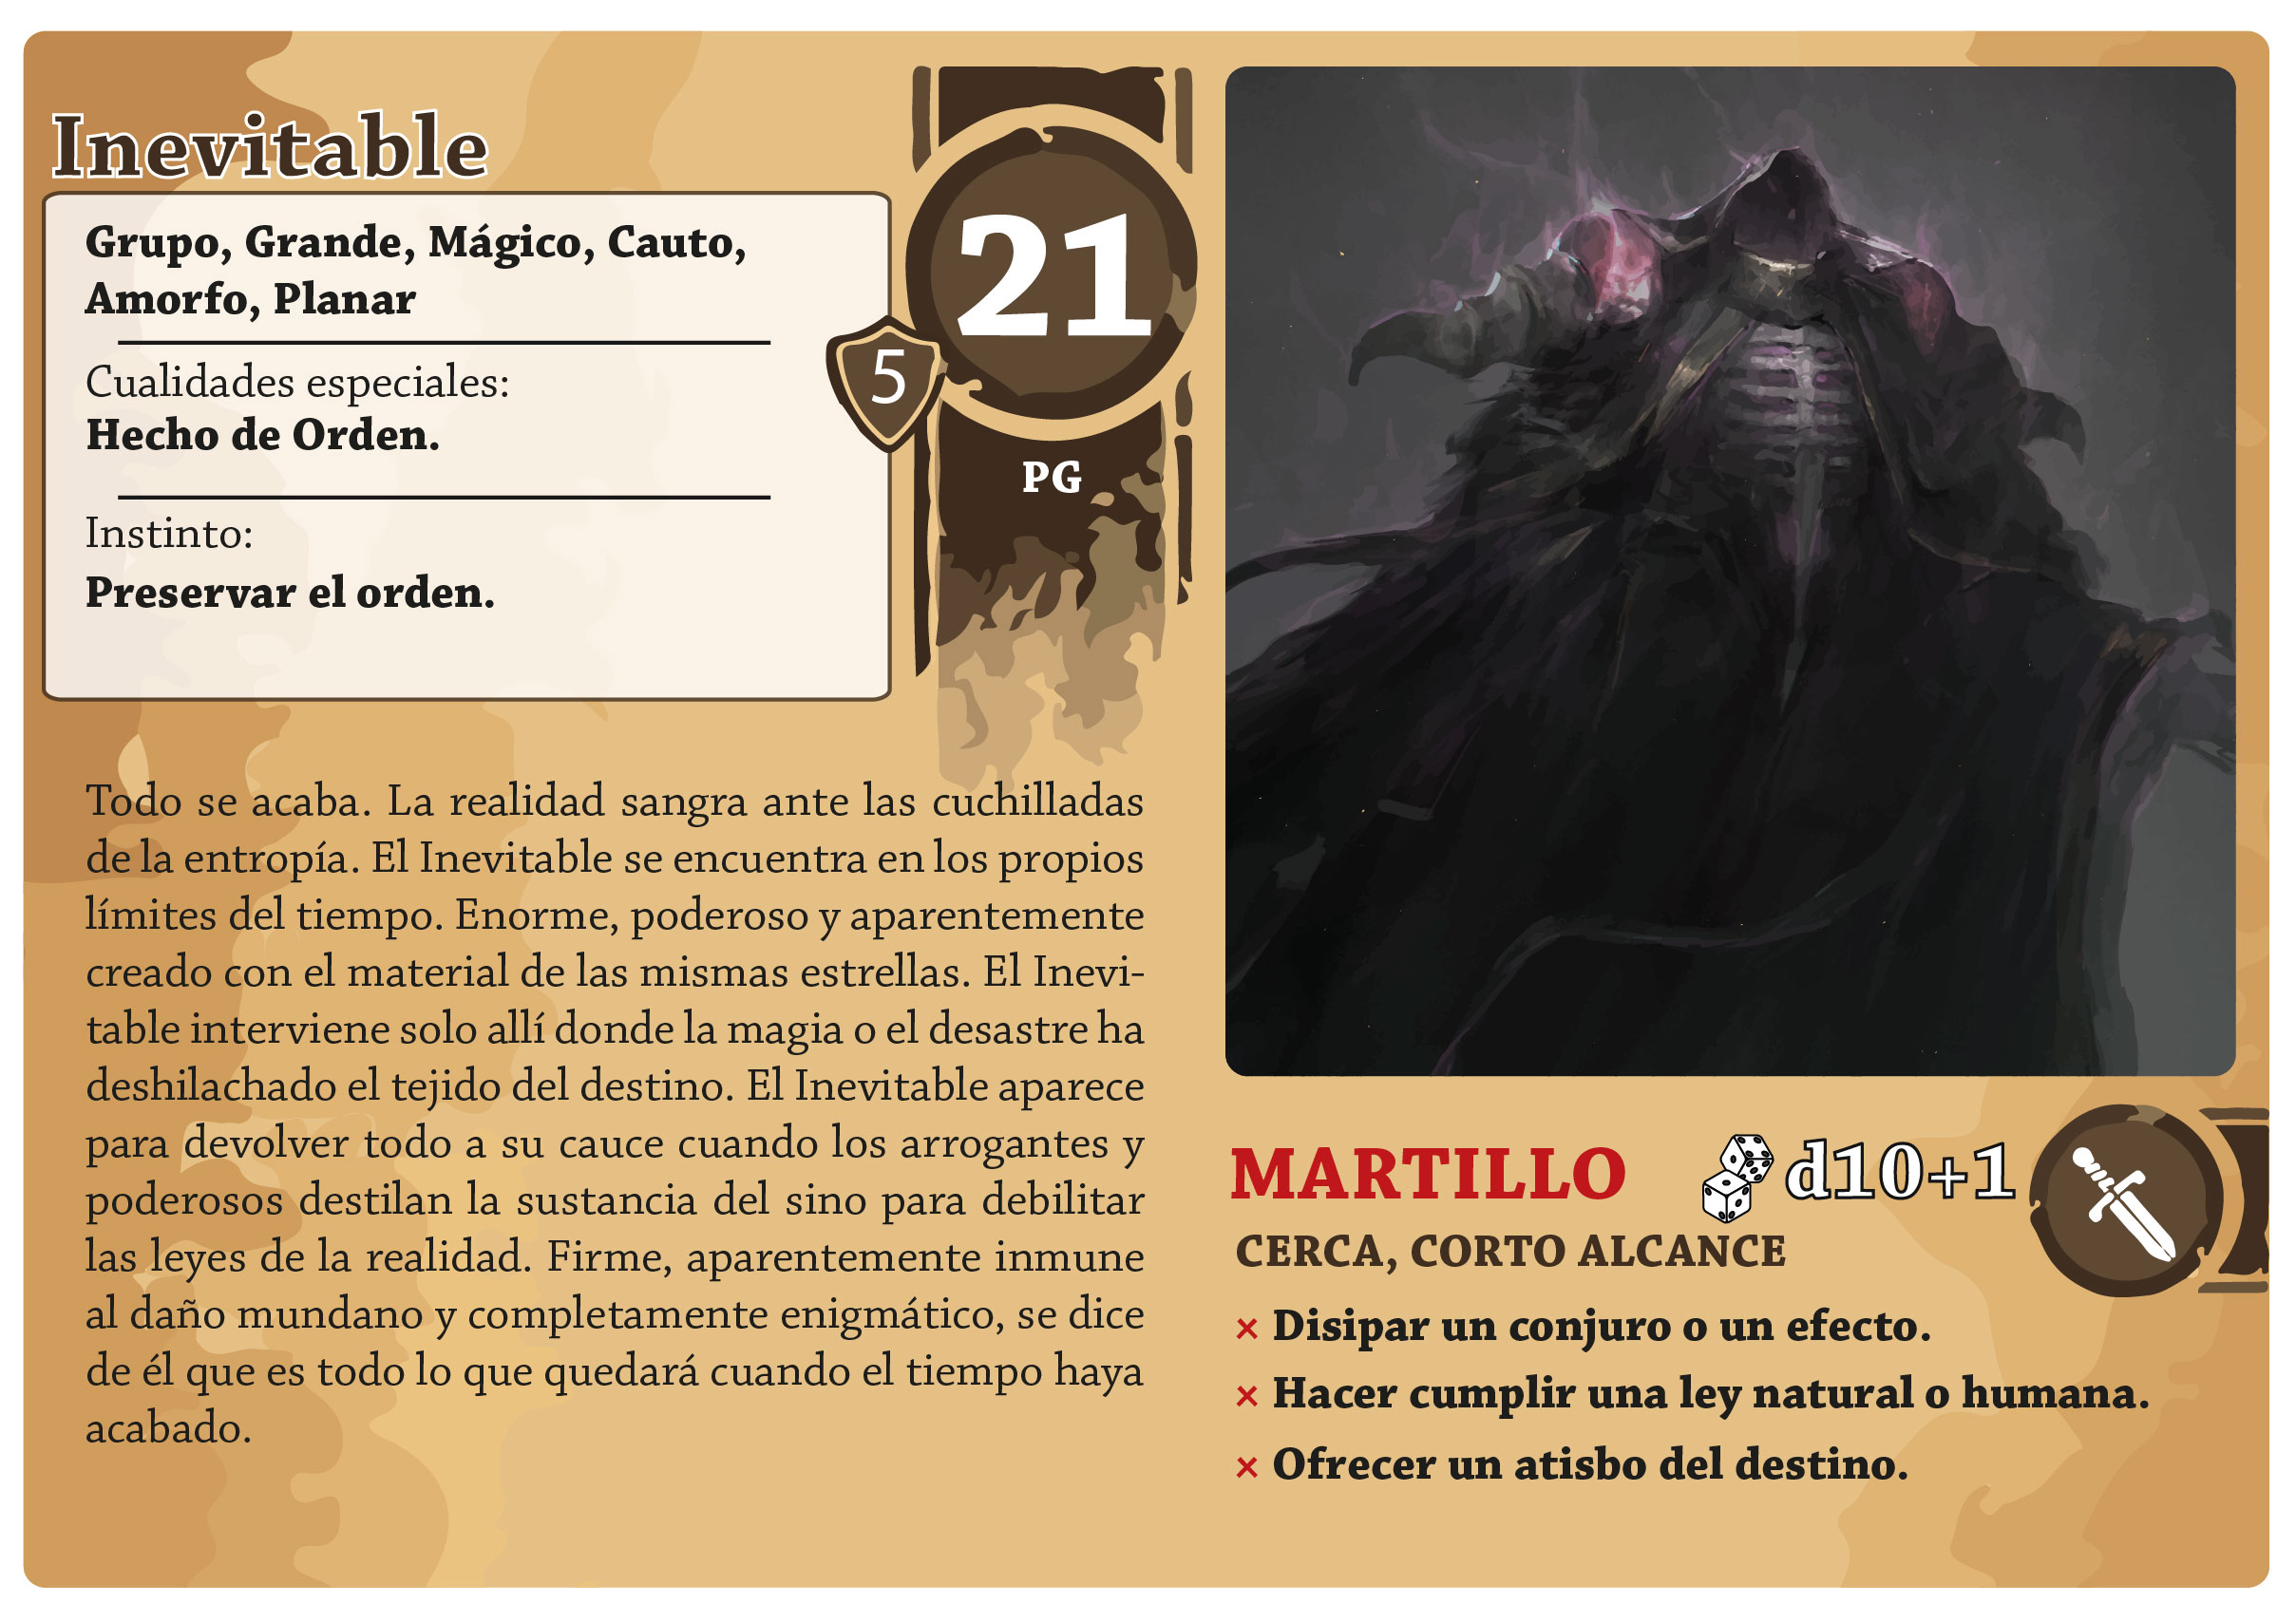 Inevitable
Grupo, Grande, Mágico, Cauto,
Amorfo, Planar
Cualidades especiales:
Hecho de Orden.
Instinto:
Preservar el orden.
21
5
PG
Todo se acaba. La realidad sangra ante las cuchilladas
de la entropía. El Inevitable se encuentra en los propios
límites del tiempo. Enorme, poderoso y aparentemente
creado con el material de las mismas estrellas. El Inevi-
table interviene solo allí donde la magia o el desastre ha
deshilachado el tejido del destino. El Inevitable aparece
para devolver todo a su cauce cuando los arrogantes y
poderosos destilan la sustancia del sino para debilitar
las leyes de la realidad. Firme, aparentemente inmune
al daño mundano y completamente enigmático, se dice
de él que es todo lo que quedará cuando el tiempo haya
acabado.
MARTILLO d10+1
CERCA, CORTO ALCANCE
× Disipar un conjuro o un efecto.
× Hacer cumplir una ley natural o humana.
× Ofrecer un atisbo del destino.